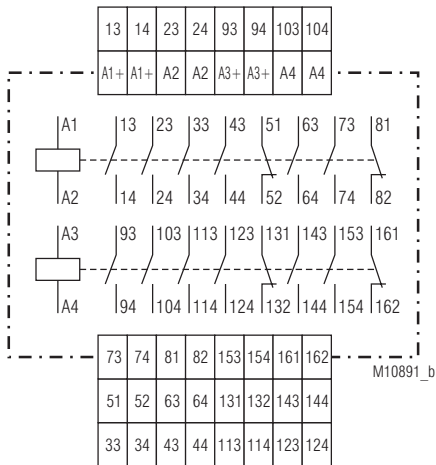 13 14 23 24 93 94 103 104
A1+ A1+ A2 A2 A3+ A3+ A4 A4
A1 13 23 33 43 51 63 73 81
A2 14 24 34 44 52 64 74 82
A3 93 103 113 123 131 143 153 161
A4 94 104 114 124 132 144 154 162
73 74 81 82 153 154 161 162
M10891_b
51 52 63 64 131 132 143 144
33 34 43 44 113 114 123 124